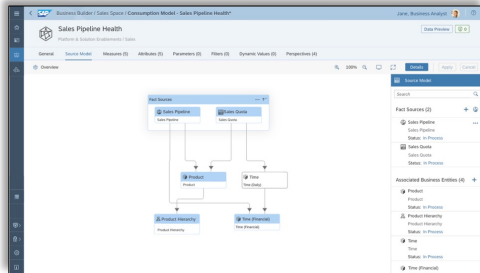 SAP
Business Builder / Sales Space / Consumption Model - Sales Pipeline Health*
Jane, Business Analyst
Sales Pipeline Health
Platform & Solution Enablements / Sales
Data Preview
0
General Source Model Measures (5) Attributes (5) Parameters (0) Filters (0) Dynamic Values (0) Perspectives (4)
Overview
100%
Details Apply Cancel
Source Model
Search
Fact Sources (2)
Sales Pipeline
Sales Pipeline
Status: In Process
Sales Quota
Sales Quota
Status: In Process
Associated Business Entities (4)
Product
Product
Status: In Process
Product Hierarchy
Product Hierarchy
Status: In Process
Time
Time
Status: In Process
Time (Financial)
Fact Sources
Sales Pipeline
Sales Pipeline
Sales Quota
Sales Quota
Product
Product
Time
Time (Daily)
Product Hierarchy
Product Hierarchy
Time (Financial)
Time (Financial)